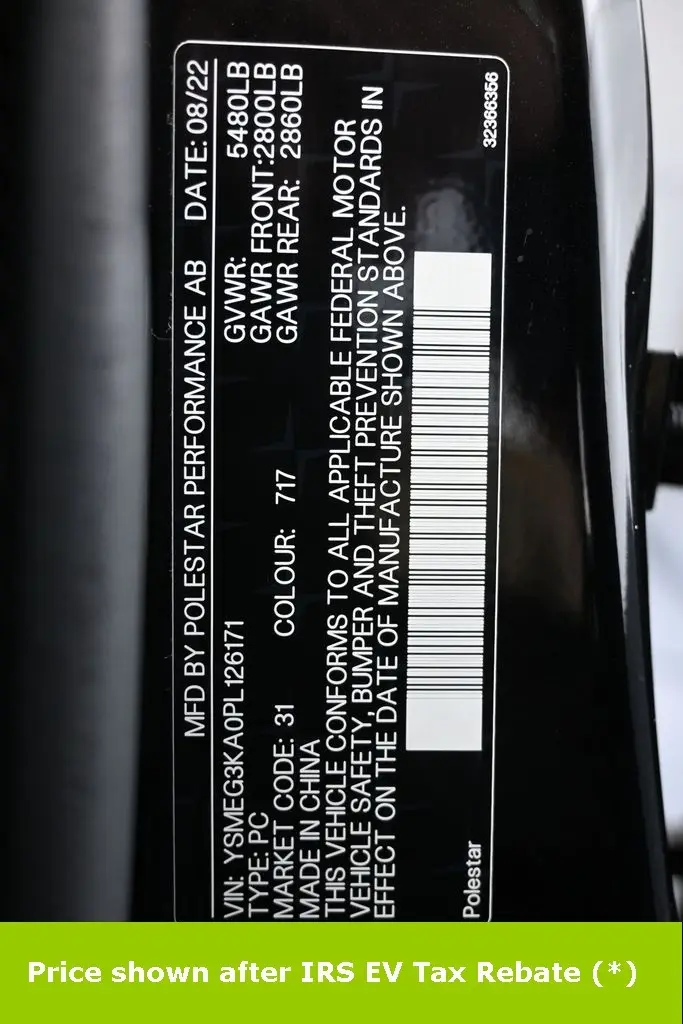 MFD BY POLESTAR PERFORMANCE AB DATE: 08/22
GVWR: 5480LB
GAWR FRONT:2800LB
GAWR REAR: 2860LB
VIN: YSMEG3KA0PL126171
TYPE: PC
MARKET CODE: 31 COLOUR: 717
MADE IN CHINA
THIS VEHICLE CONFORMS TO ALL APPLICABLE FEDERAL MOTOR
VEHICLE SAFETY, BUMPER AND THEFT PREVENTION STANDARDS IN
EFFECT ON THE DATE OF MANUFACTURE SHOWN ABOVE.
Polestar
32366356
Price shown after IRS EV Tax Rebate (*)